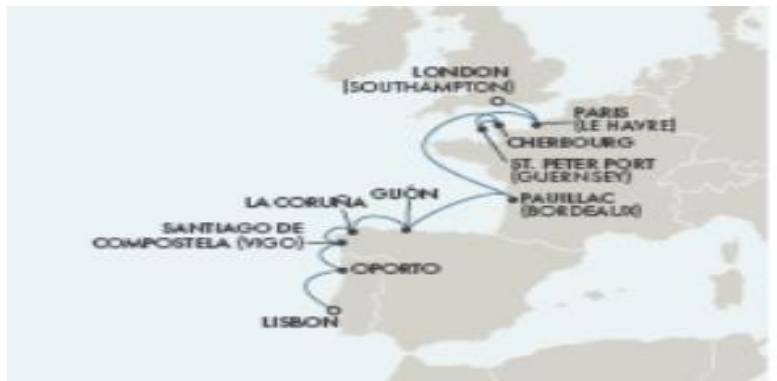 LONDON
(SOUTHAMPTON)
PARIS
(LE HAVRE)
CHERBOURG
ST. PETER PORT
(GUERNSEY)
PAUILLAC
(BORDEAUX)
GIJÓN
LA CORUÑA
SANTIAGO DE
COMPOSTELA (VIGO)
OPORTO
LISBON